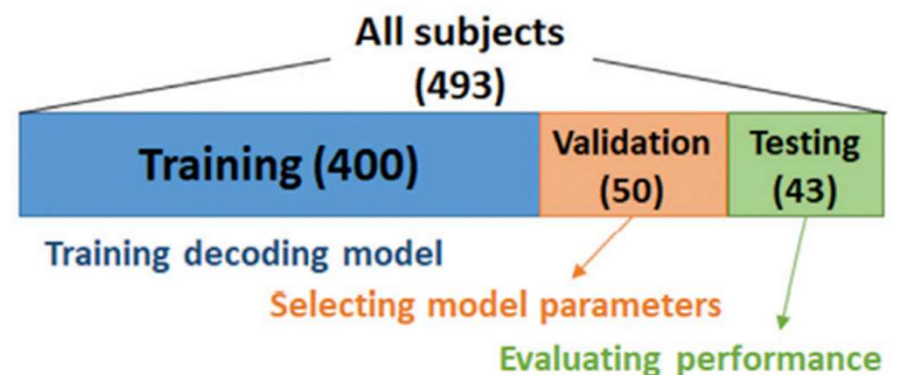 All subjects
(493)
Training (400)
Validation
(50)
Testing
(43)
Training decoding model
Selecting model parameters
Evaluating performance